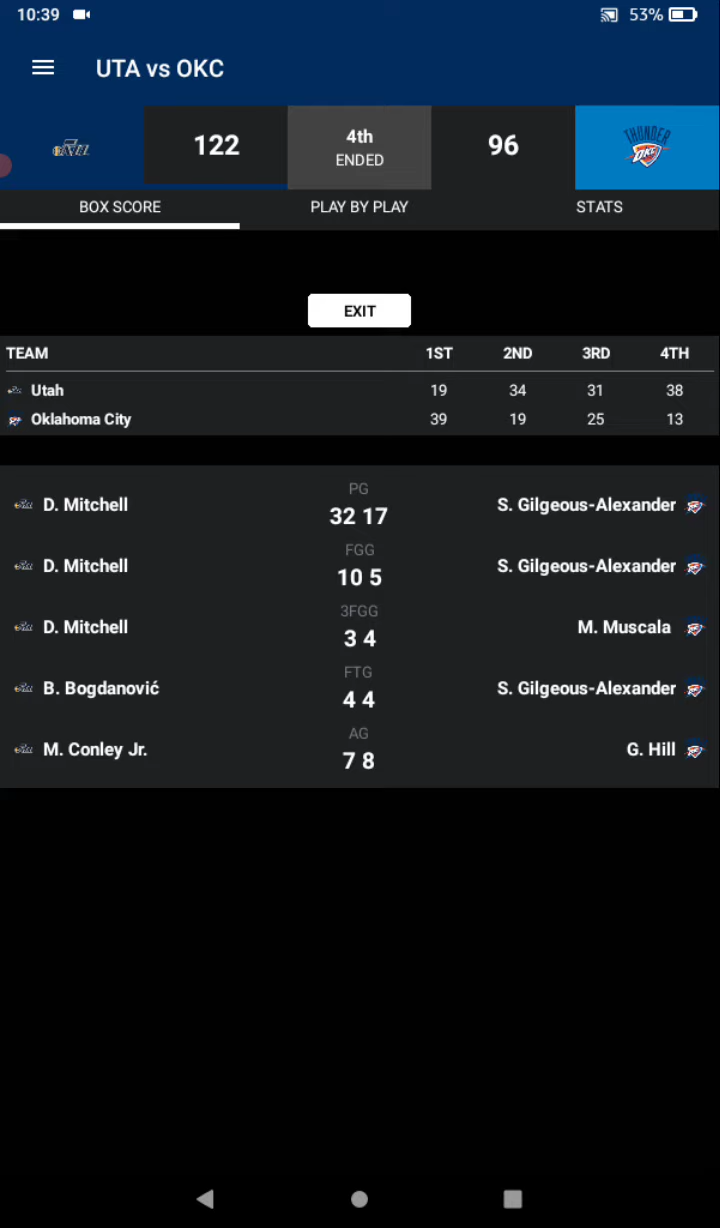 10:39 53%
UTA vs OKC
122 4th ENDED 96 THUNDER OKC
BOX SCORE PLAY BY PLAY STATS
EXIT
TEAM 1ST 2ND 3RD 4TH
Utah 19 34 31 38
Oklahoma City 39 19 25 13
PG
D. Mitchell 32 17 S. Gilgeous-Alexander
FGG
D. Mitchell 10 5 S. Gilgeous-Alexander
3FGG
D. Mitchell 3 4 M. Muscala
FTG
B. Bogdanović 4 4 S. Gilgeous-Alexander
AG
M. Conley Jr. 7 8 G. Hill